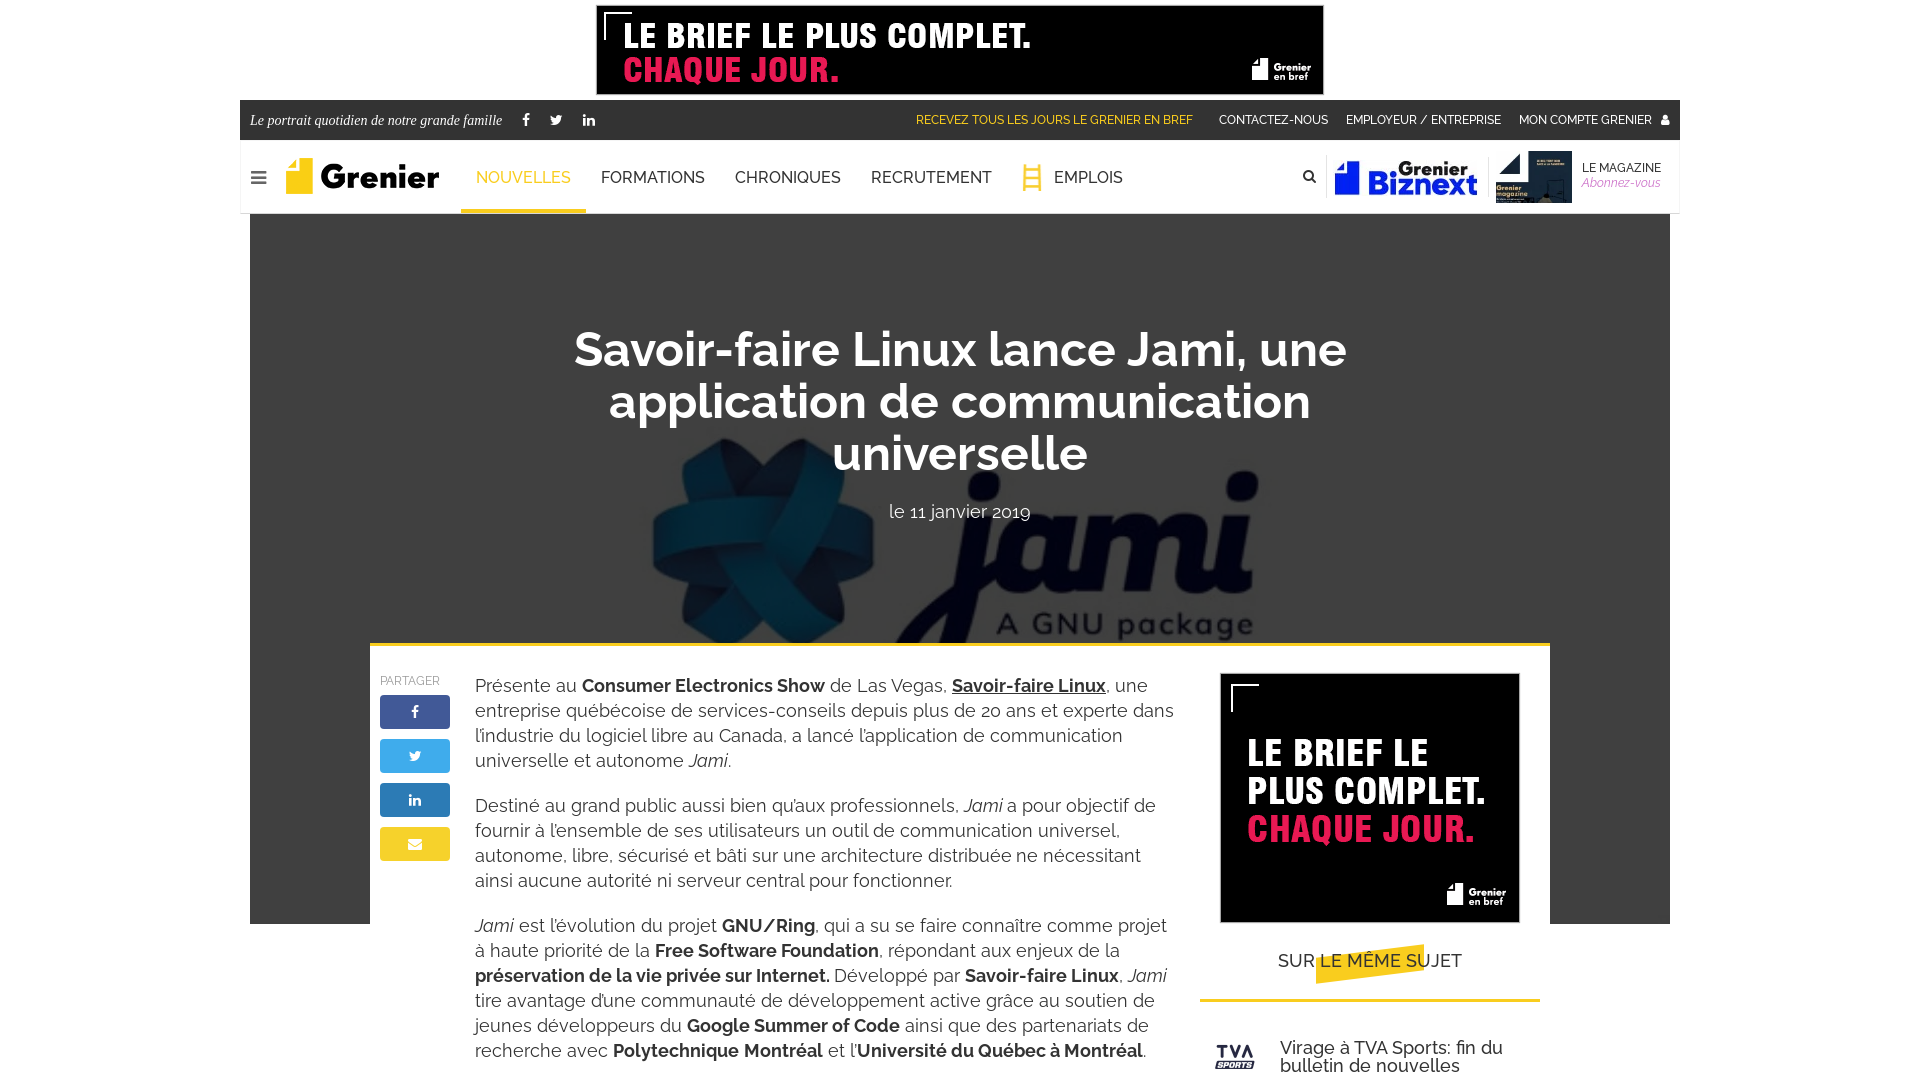 LE BRIEF LE PLUS COMPLET.
CHAQUE JOUR.
Grenier
en bref
Le portrait quotidien de notre grande famille
RECEVEZ TOUS LES JOURS LE GRENIER EN BREF
CONTACTEZ-NOUS
EMPLOYEUR / ENTREPRISE
MON COMPTE GRENIER
Grenier
NOUVELLES
FORMATIONS
CHRONIQUES
RECRUTEMENT
EMPLOIS
Grenier
Biznext
Grenier
magazine
LE MAGAZINE
Abonnez-vous
Savoir-faire Linux lance Jami, une
application de communication
universelle
le 11 janvier 2019
jami
A GNU package
PARTAGER
Présente au Consumer Electronics Show de Las Vegas, Savoir-faire Linux, une
entreprise québécoise de services-conseils depuis plus de 20 ans et experte dans
l’industrie du logiciel libre au Canada, a lancé l’application de communication
universelle et autonome Jami.
Destiné au grand public aussi bien qu’aux professionnels, Jami a pour objectif de
fournir à l’ensemble de ses utilisateurs un outil de communication universel,
autonome, libre, sécurisé et bâti sur une architecture distribuée ne nécessitant
ainsi aucune autorité ni serveur central pour fonctionner.
Jami est l’évolution du projet GNU/Ring, qui a su se faire connaître comme projet
à haute priorité de la Free Software Foundation, répondant aux enjeux de la
préservation de la vie privée sur Internet. Développé par Savoir-faire Linux, Jami
tire avantage d’une communauté de développement active grâce au soutien de
jeunes développeurs du Google Summer of Code ainsi que des partenariats de
recherche avec Polytechnique Montréal et l’Université du Québec à Montréal.
LE BRIEF LE
PLUS COMPLET.
CHAQUE JOUR.
Grenier
en bref
SUR LE MÊME SUJET
TVA
SPORTS
Virage à TVA Sports: fin du
bulletin de nouvelles